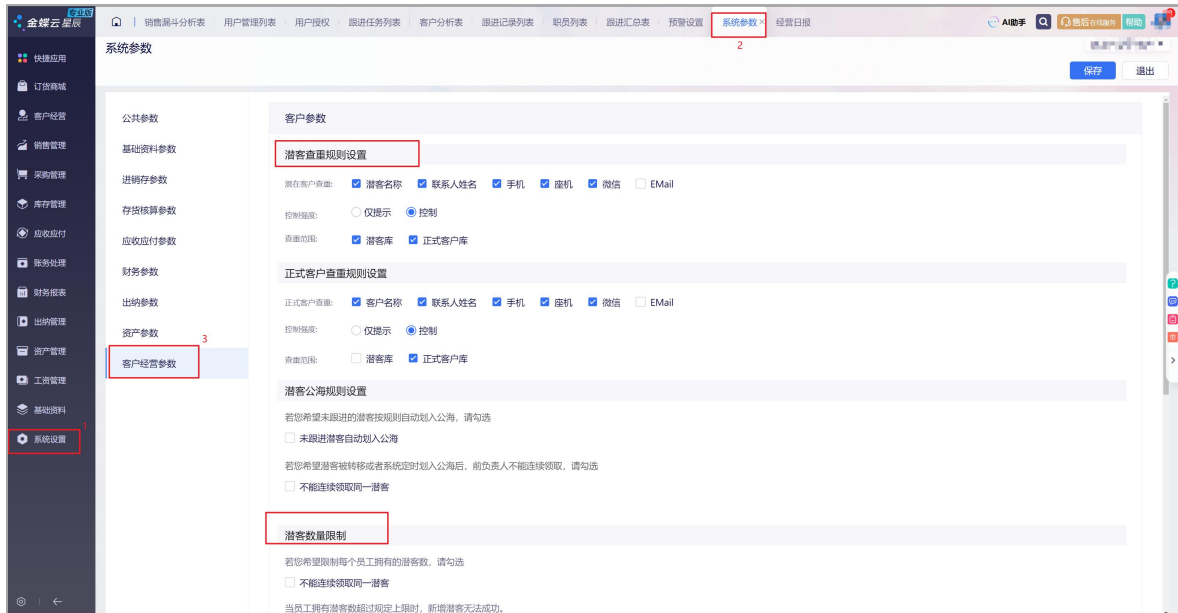 金蝶云星辰 专业版
销售漏斗分析表 用户管理列表 用户授权 跟进任务列表 客户分析表 跟进记录列表 职员列表 跟进汇总表 预警设置 系统参数 × 经营日报
AI助手 售后在线服务 帮助
2
系统参数
保存 退出
快捷应用
订货商城
客户经营
销售管理
采购管理
库存管理
应收应付
账务处理
财务报表
出纳管理
资产管理
工资管理
基础资料
系统设置
1
公共参数
基础资料参数
进销存参数
存货核算参数
应收应付参数
财务参数
出纳参数
资产参数
3
客户经营参数
客户参数
潜客查重规则设置
潜在客户查重: 潜客名称 联系人姓名 手机 座机 微信 EMail
控制强度: 仅提示 控制
查重范围: 潜客库 正式客户库
正式客户查重规则设置
正式客户查重: 客户名称 联系人姓名 手机 座机 微信 EMail
控制强度: 仅提示 控制
查重范围: 潜客库 正式客户库
潜客公海规则设置
若您希望未跟进的潜客按规则自动划入公海，请勾选
未跟进潜客自动划入公海
若您希望潜客被转移或者系统定时划入公海后，前负责人不能连续领取，请勾选
不能连续领取同一潜客
潜客数量限制
若您希望限制每个员工拥有的潜客数，请勾选
不能连续领取同一潜客
当员工拥有潜客数超过规定上限时，新增潜客无法成功。